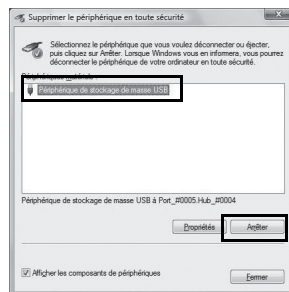 Supprimer le périphérique en toute sécurité
Sélectionnez le périphérique que vous voulez déconnecter ou éjecter,
puis cliquez sur Arrêter. Lorsque Windows vous en informera, vous pourrez
déconnecter le périphérique de votre ordinateur en toute sécurité.
Périphériques matériels :
Périphérique de stockage de masse USB
Périphérique de stockage de masse USB à Port_#0005.Hub_#0004
Propriétés
Arrêter
Afficher les composants de périphériques
Fermer